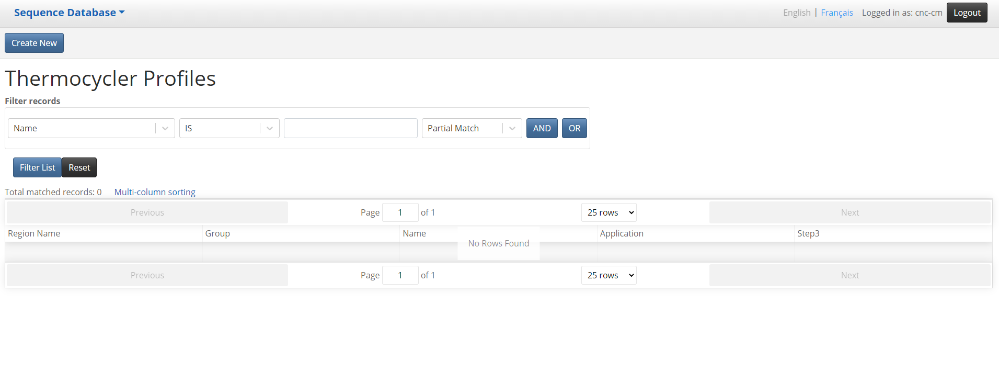 Sequence Database
English | Français Logged in as: cnc-cm Logout
Create New
Thermocycler Profiles
Filter records
Name IS Partial Match AND OR
Filter List Reset
Total matched records: 0 Multi-column sorting
Previous Page 1 of 1 25 rows Next
Region Name Group Name Application Step3
No Rows Found
Previous Page 1 of 1 25 rows Next